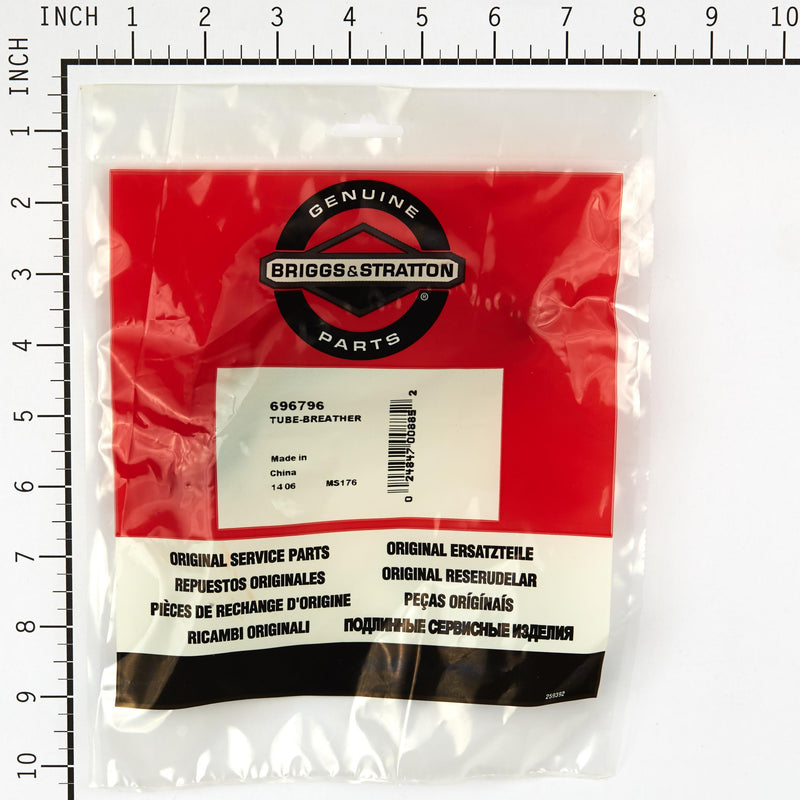 INCH 1 2 3 4 5 6 7 8 9 10
INCH
1
2
3
4
5
6
7
8
9
10
GENUINE
BRIGGS&STRATTON
®
PARTS
696796
TUBE-BREATHER
Made in
China
14 06 MS176
0 24847 00885 2
ORIGINAL SERVICE PARTS
REPUESTOS ORIGINALES
PIÈCES DE RECHANGE D'ORIGINE
RICAMBI ORIGINALI
ORIGINAL ERSATZTEILE
ORIGINAL RESERUDELAR
PEÇAS ORÍGÍNAÍS
ПОДЛИННЫЕ СЕРВИСНЫЕ ИЗДЕЛИЯ
259392